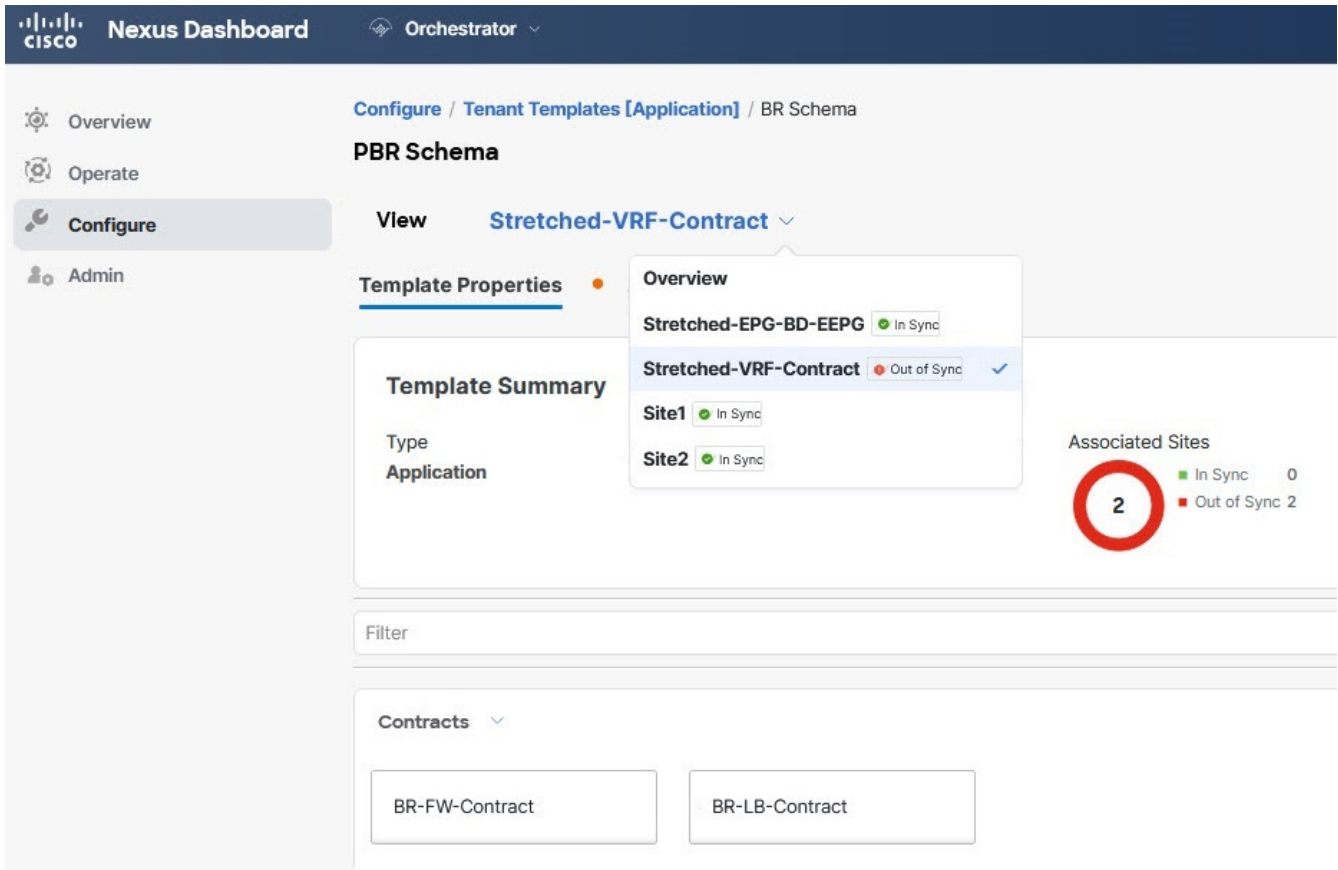 CISCO Nexus Dashboard Orchestrator
Overview
Operate
Configure
Admin
Configure / Tenant Templates [Application] / BR Schema
PBR Schema
View Stretched-VRF-Contract
Template Properties
Overview
Stretched-EPG-BD-EEPG In Sync
Stretched-VRF-Contract Out of Sync
Site1 In Sync
Site2 In Sync
Template Summary
Type
Application
Associated Sites
2
In Sync 0
Out of Sync 2
Filter
Contracts
BR-FW-Contract
BR-LB-Contract